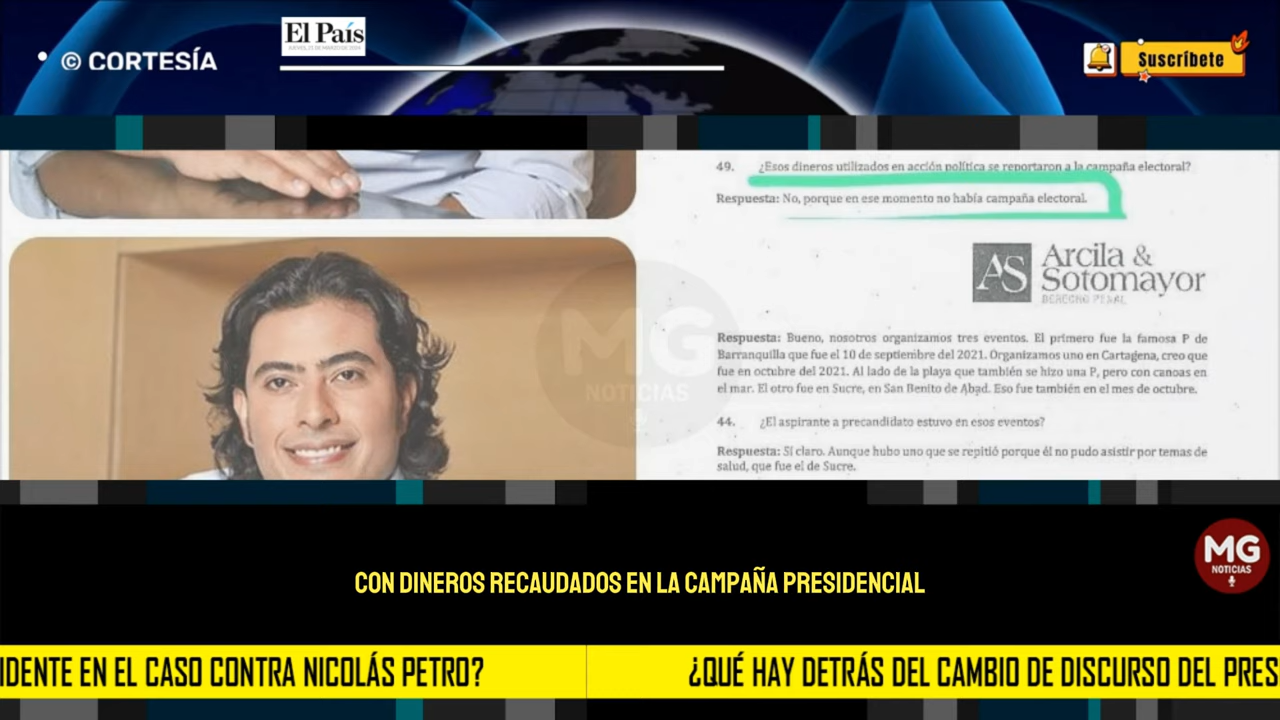 © CORTESÍA
El País
Suscríbete
49. ¿Esos dineros utilizados en acción política se reportaron a la campaña electoral?
Respuesta: No, porque en ese momento no había campaña electoral.
AS
Arcila &
Sotomayor
DERECHO PENAL
Respuesta: Bueno, nosotros organizamos tres eventos. El primero fue la famosa P de
Barranquilla que fue el 10 de septiembre del 2021. Organizamos uno en Cartagena, creo que
fue en octubre del 2021. Al lado de la playa que también se hizo una P, pero con canoas en
el mar. El otro fue en Sucre, en San Benito de Abad. Eso fue también en el mes de octubre.
44. ¿El aspirante a precandidato estuvo en esos eventos?
Respuesta: Sí claro. Aunque hubo uno que se repitió porque él no pudo asistir por temas de
salud, que fue el de Sucre.
MG
NOTICIAS
MG
NOTICIAS
CON DINEROS RECAUDADOS EN LA CAMPAÑA PRESIDENCIAL
IDENTE EN EL CASO CONTRA NICOLÁS PETRO? ¿QUÉ HAY DETRÁS DEL CAMBIO DE DISCURSO DEL PRES